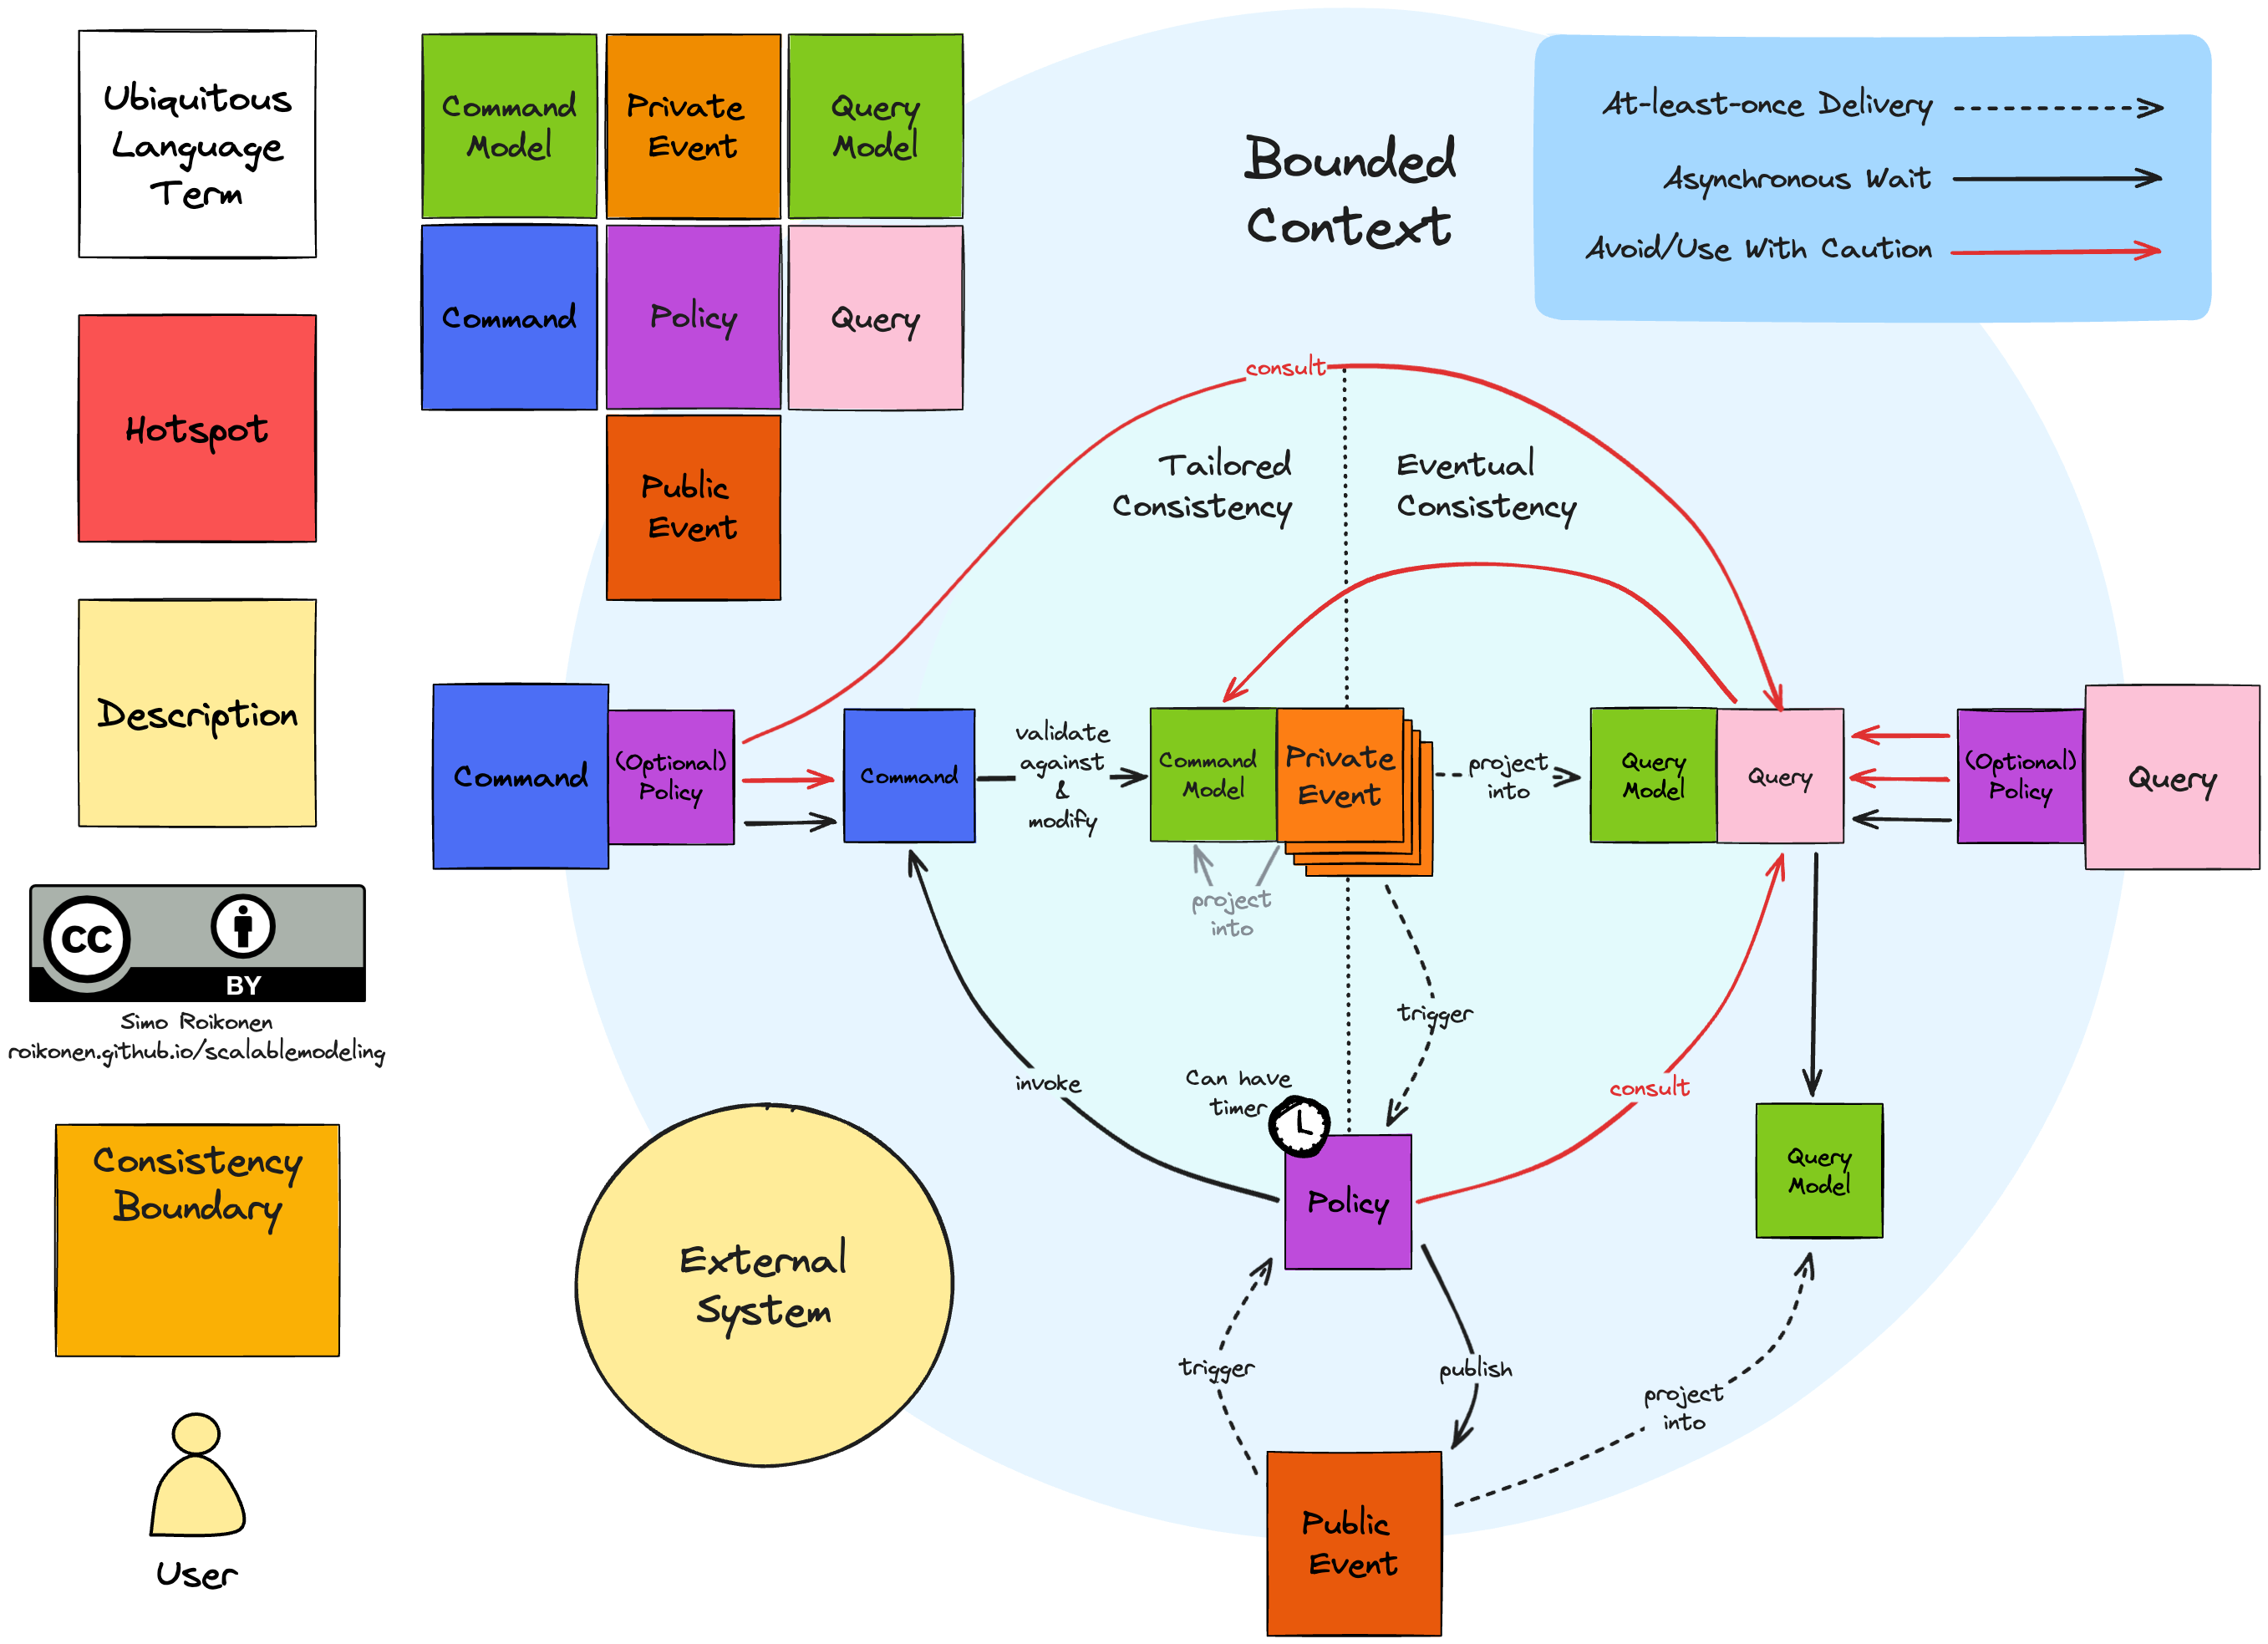 Ubiquitous
Language
Term
Hotspot
Description
CC
BY
Simo Roikonen
roikonen.github.io/scalablemodeling
Consistency
Boundary
User
Command
Model
Private
Event
Query
Model
Command
Policy
Query
Public
Event
Bounded
Context
At-least-once Delivery
Asynchronous Wait
Avoid/Use With Caution
consult
Tailored
Consistency
Eventual
Consistency
Command
(Optional)
Policy
Command
validate
against
&
modify
Command
Model
Private
Event
project
into
project
into
Query
Model
Query
(Optional)
Policy
Query
trigger
invoke
Can have
timer
Policy
consult
Query
Model
External
System
trigger
publish
project
into
Public
Event